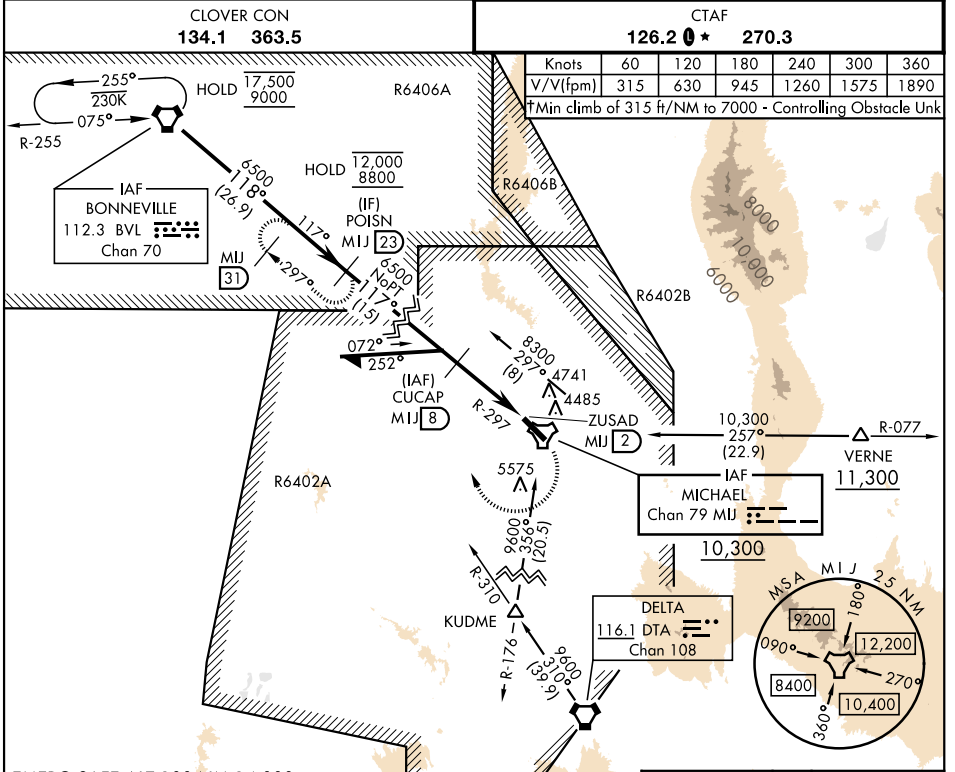 CLOVER CON
134.1 363.5
CTAF
126.2 L ★ 270.3
Knots 60 120 180 240 300 360
V/V(fpm) 315 630 945 1260 1575 1890
†Min climb of 315 ft/NM to 7000 - Controlling Obstacle Unk
255°
230K
075°
R-255
HOLD 17,500
9000
R6406A
HOLD 12,000
8800
R6406B
IAF
BONNEVILLE
112.3 BVL
Chan 70
6500
118°
(26.9)
117°
(IF)
POISN
MIJ 23
MIJ
31
297°
6500
NoPT
117°
(15)
072°
252°
(IAF)
CUCAP
MIJ 8
R-297
8300
297°
(8)
4741
4485
ZUSAD
MIJ 2
R6402B
8000
10,000
6000
10,300
257°
(22.9)
R-077
VERNE
11,300
IAF
MICHAEL
Chan 79 MIJ
10,300
R6402A
5575
9600
356°
(20.5)
R-310
KUDME
R-176
9600
310°
(39.9)
DELTA
116.1 DTA
Chan 108
MSA MIJ 25 NM
180°
9200
12,200
090°
270°
8400
10,400
360°